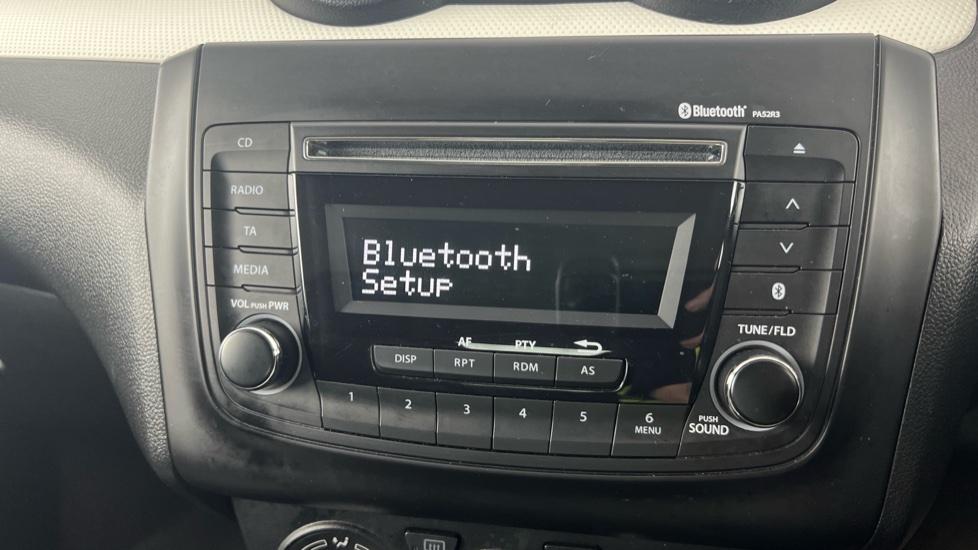 Bluetooth PA52R3
CD
RADIO
TA
MEDIA
VOL PUSH PWR
Bluetooth
Setup
AF PTY
DISP RPT RDM AS
1 2 3 4 5 6
MENU
TUNE/FLD
PUSH
SOUND